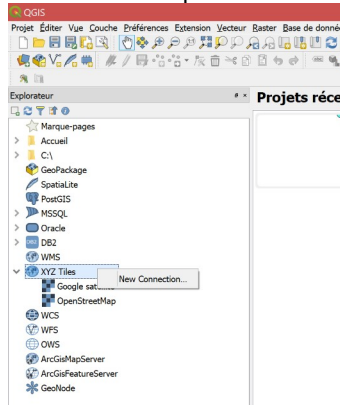 QGIS
Projet Éditer Vue Couche Préférences Extension Vecteur Raster Base de donné
Explorateur
Projets réce
Marque-pages
Accueil
C:\
GeoPackage
SpatiaLite
PostGIS
MSSQL
Oracle
DB2
WMS
XYZ Tiles
New Connection...
Google sat
OpenStreetMap
WCS
WFS
OWS
ArcGisMapServer
ArcGisFeatureServer
GeoNode